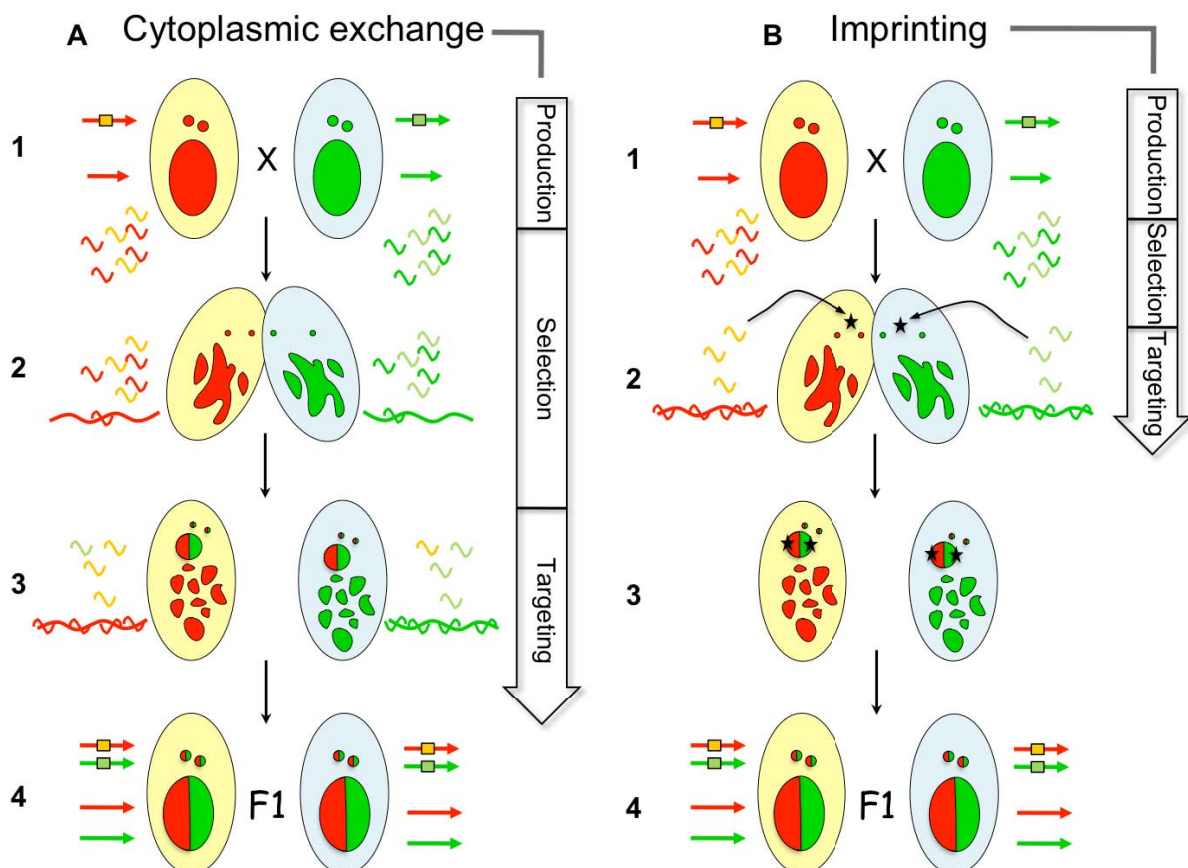 A Cytoplasmic exchange
Production
Selection
Targeting
1
X
2
3
4
F1
B Imprinting
Production
Selection
Targeting
1
X
2
3
4
F1